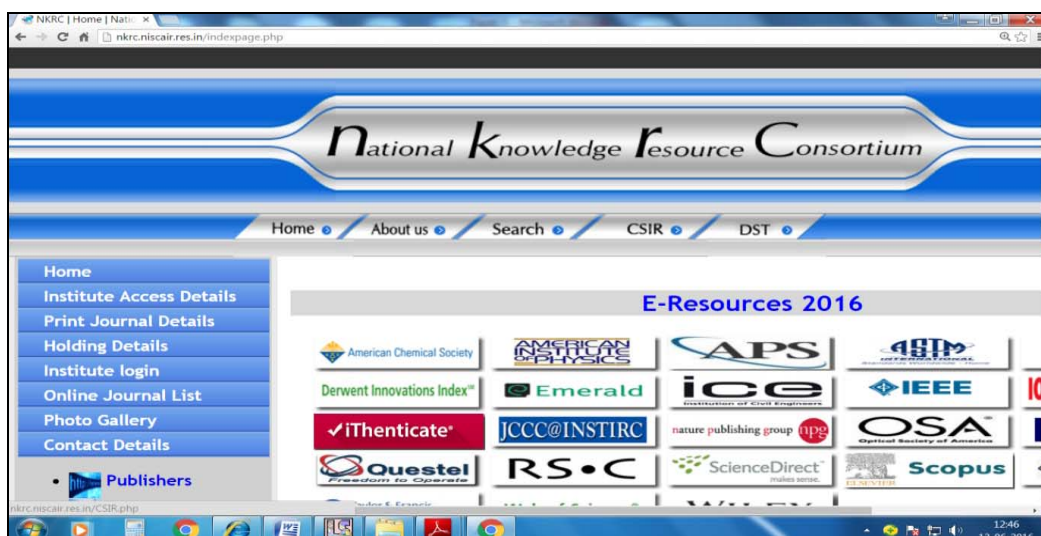 NKRC | Home | Natio
nkrc.niscair.res.in/indexpage.php
National Knowledge resource Consortium
Home About us Search CSIR DST
Home
Institute Access Details
Print Journal Details
Holding Details
Institute login
Online Journal List
Photo Gallery
Contact Details
Publishers
E-Resources 2016
American Chemical Society AMERICAN INSTITUTE OF PHYSICS APS ASTM INTERNATIONAL
Derwent Innovations Index Emerald ice Institution of Civil Engineers IEEE
iThenticate JCCC@INSTIRC nature publishing group npg OSA Optical Society of America
Questel Freedom to Operate RS•C ScienceDirect makes sense. ELSEVIER Scopus
nkrc.niscair.res.in/CSIR.php
12:46